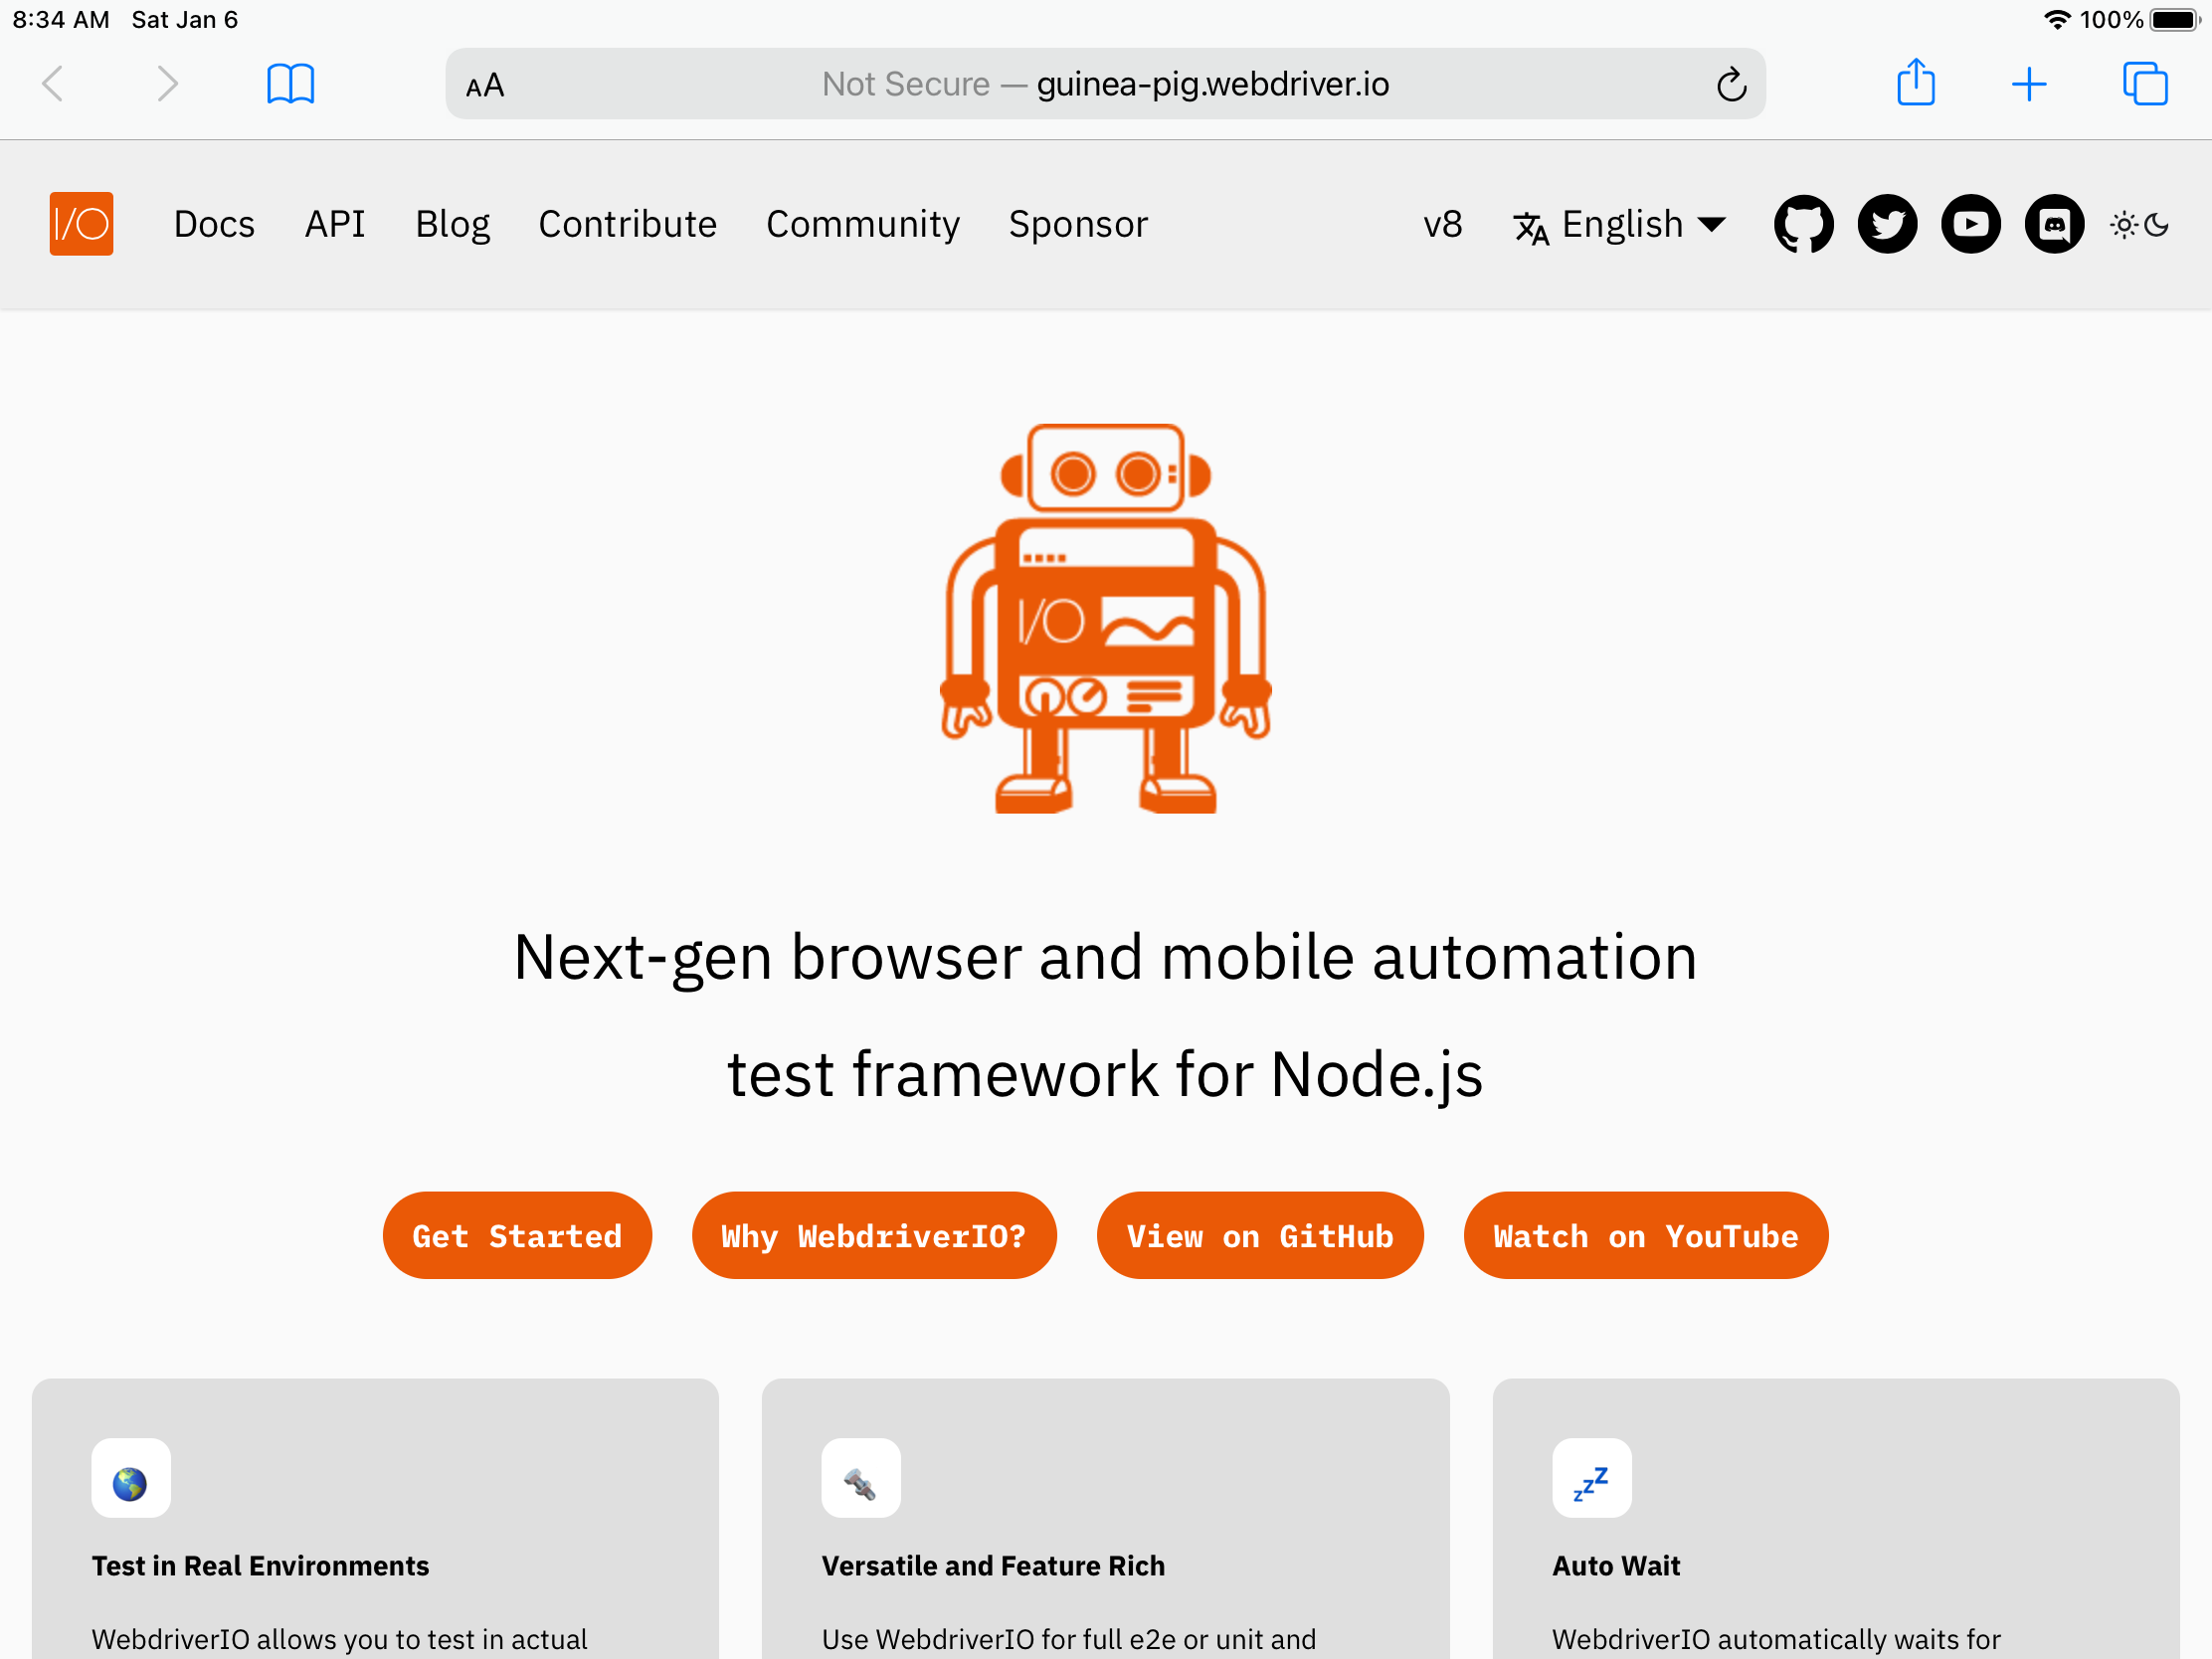 8:34 AM Sat Jan 6 100%
AA Not Secure — guinea-pig.webdriver.io
I/O Docs API Blog Contribute Community Sponsor v8 文A English
I/O
Next-gen browser and mobile automation
test framework for Node.js
Get Started Why WebdriverIO? View on GitHub Watch on YouTube
zzZ
Test in Real Environments Versatile and Feature Rich Auto Wait
WebdriverIO allows you to test in actual Use WebdriverIO for full e2e or unit and WebdriverIO automatically waits for